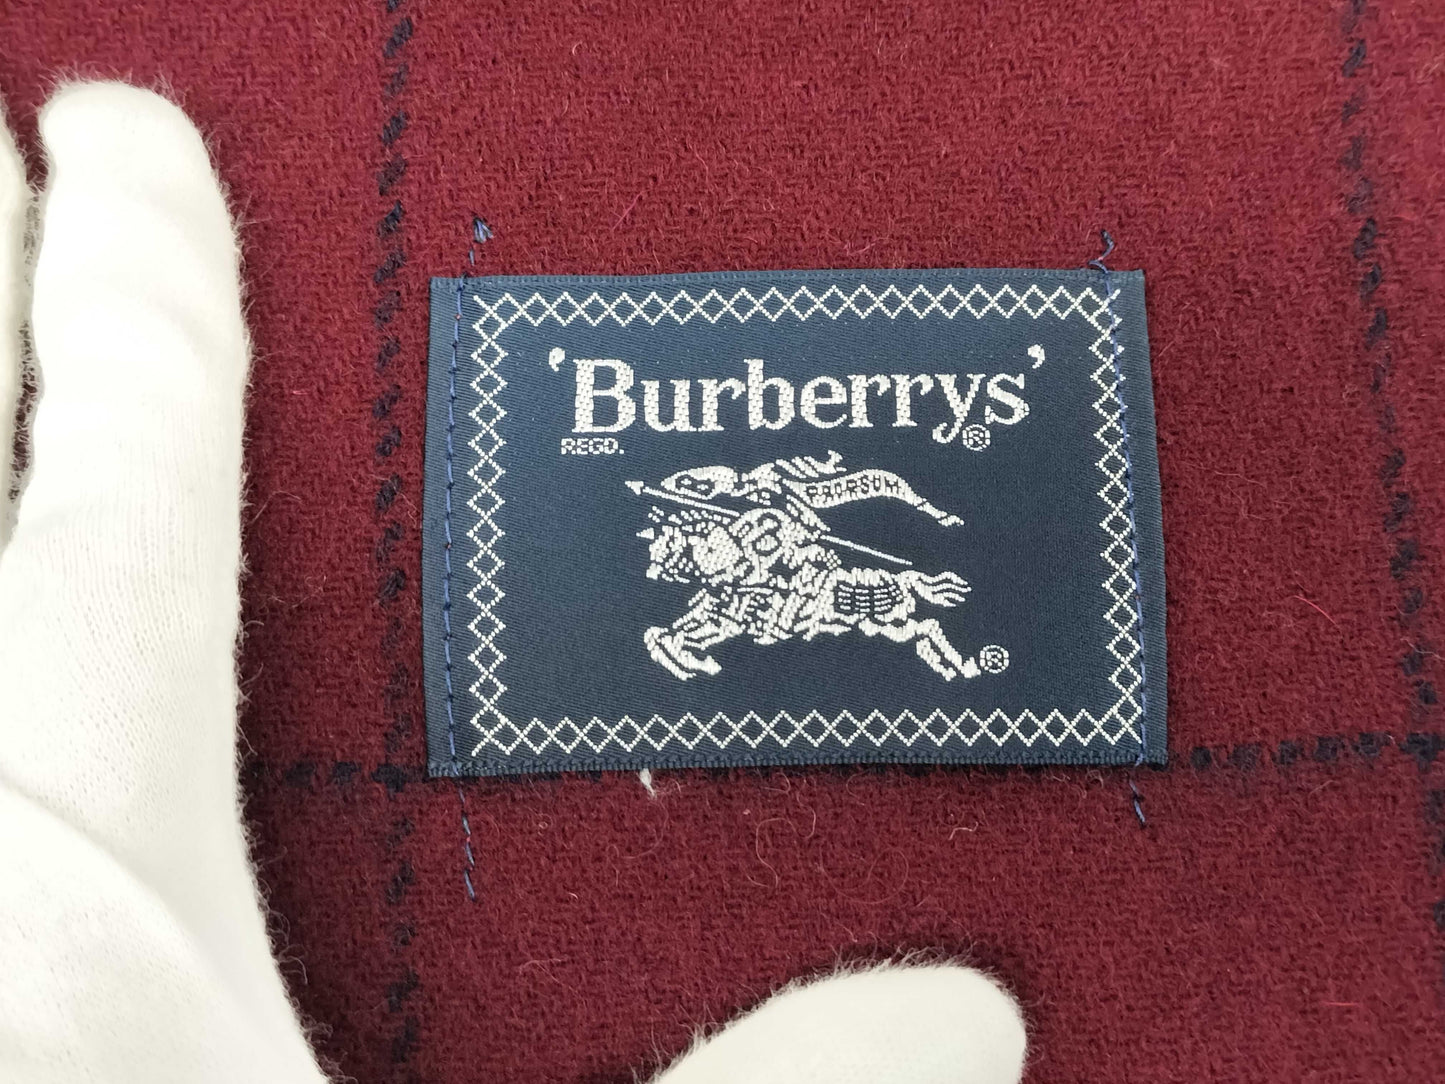 'Burberrys'®
REGD.
PRORSUM
®